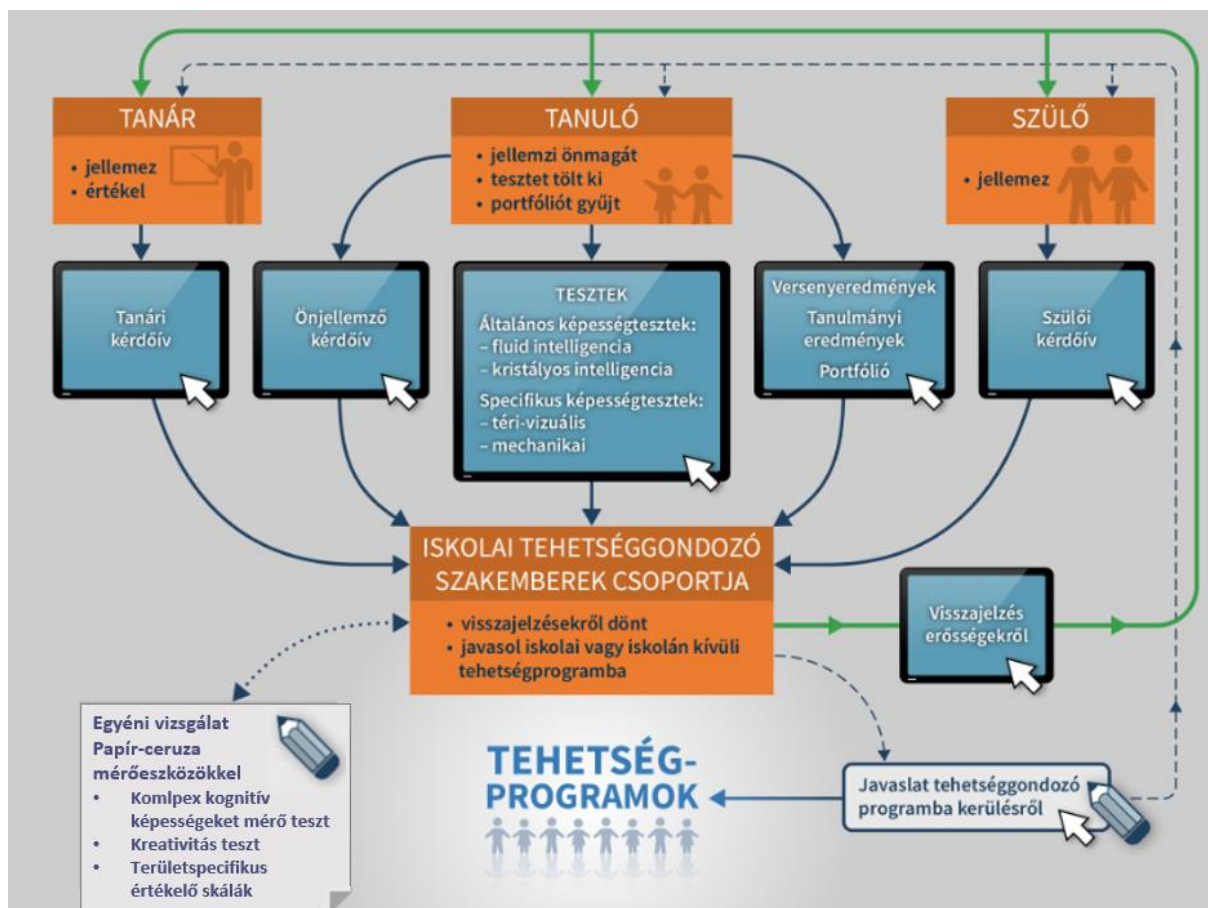 TANÁR
• jellemez
• értékel
TANULÓ
• jellemzi önmagát
• tesztet tölt ki
• portfóliót gyűjt
SZÜLŐ
• jellemez
Tanári
kérdőív
Önjellemző
kérdőív
TESZTEK
Általános képességtesztek:
– fluid intelligencia
– kristályos intelligencia
Specifikus képességtesztek:
– téri-vizuális
– mechanikai
Versenyeredmények
Tanulmányi
eredmények
Portfólió
Szülői
kérdőív
ISKOLAI TEHETSÉGGONDOZÓ
SZAKEMBEREK CSOPORTJA
• visszajelzésekről dönt
• javasol iskolai vagy iskolán kívüli
tehetségprogramba
Visszajelzés
erősségekről
Egyéni vizsgálat
Papír-ceruza
mérőeszközökkel
• Komlpex kognitív
képességeket mérő teszt
• Kreativitás teszt
• Területspecifikus
értékelő skálák
TEHETSÉG-
PROGRAMOK
Javaslat tehetséggondozó
programba kerülésről